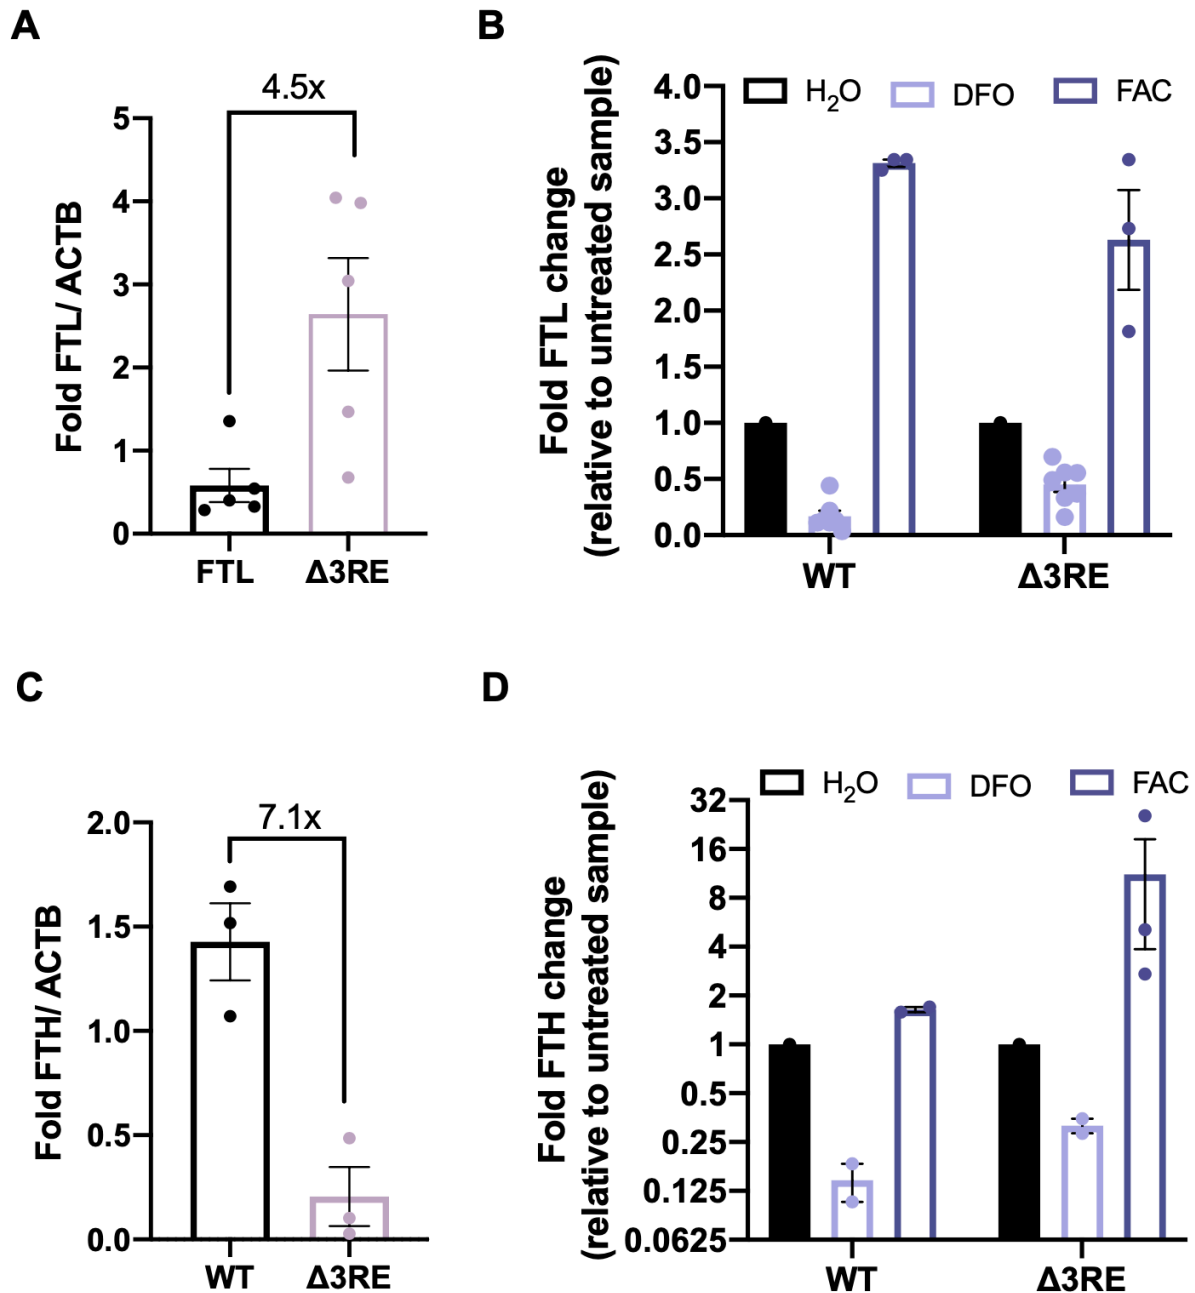 A
4.5x
Fold FTL/ ACTB
5
4
3
2
1
0
FTL Δ3RE
B
H₂O DFO FAC
Fold FTL change
(relative to untreated sample)
4.0
3.5
3.0
2.5
2.0
1.5
1.0
0.5
0.0
WT Δ3RE
C
7.1x
Fold FTH/ ACTB
2.0
1.5
1.0
0.5
0.0
WT Δ3RE
D
H₂O DFO FAC
Fold FTH change
(relative to untreated sample)
32
16
8
4
2
1
0.5
0.25
0.125
0.0625
WT Δ3RE